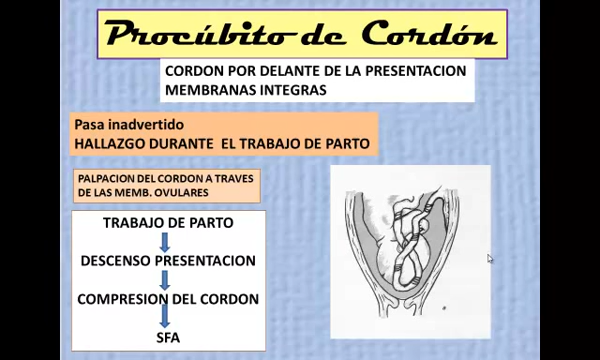 Procúbito de Cordón
CORDON POR DELANTE DE LA PRESENTACION
MEMBRANAS INTEGRAS
Pasa inadvertido
HALLAZGO DURANTE EL TRABAJO DE PARTO
PALPACION DEL CORDON A TRAVES
DE LAS MEMB. OVULARES
TRABAJO DE PARTO
DESCENSO PRESENTACION
COMPRESION DEL CORDON
SFA